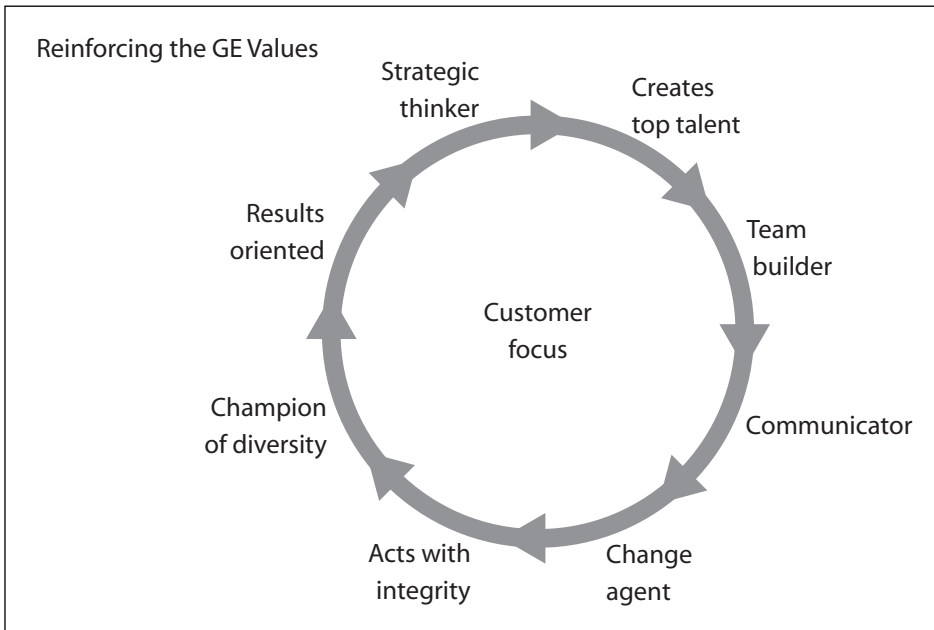 Reinforcing the GE Values
Strategic
thinker
Creates
top talent
Team
builder
Communicator
Change
agent
Acts with
integrity
Champion
of diversity
Results
oriented
Customer
focus